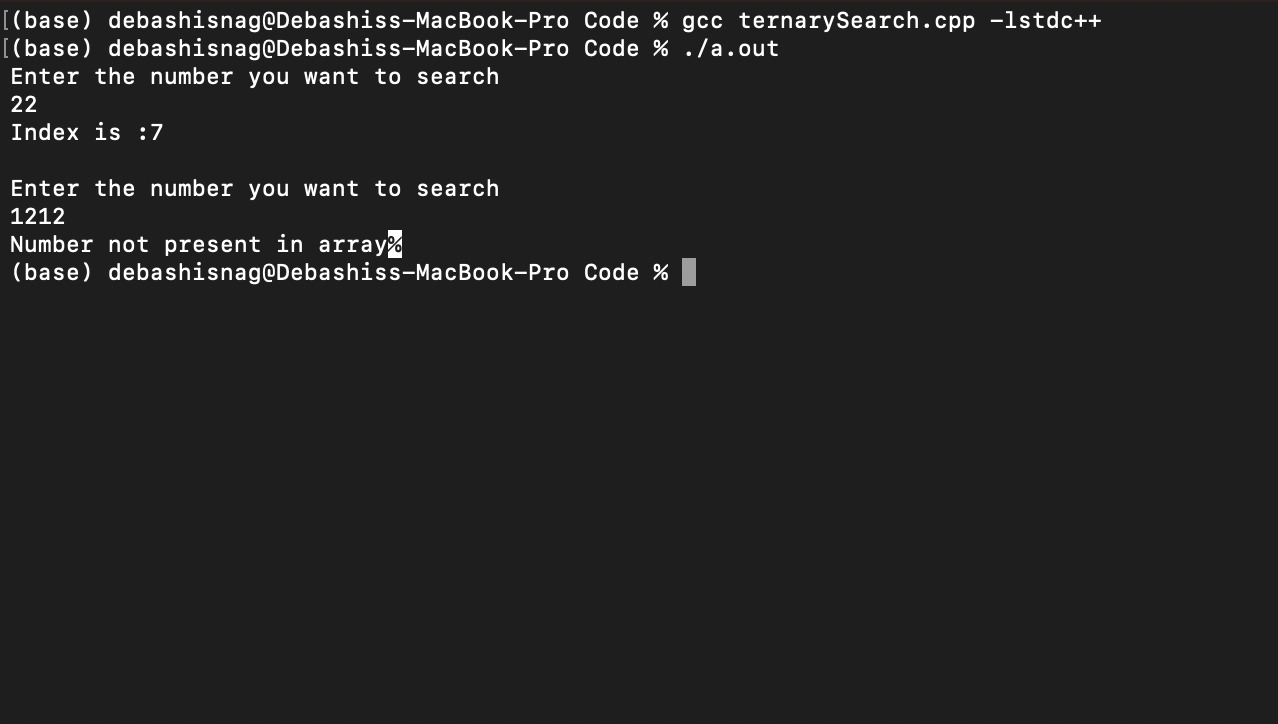 [(base) debashisnag@Debashiss-MacBook-Pro Code % gcc ternarySearch.cpp -lstdc++
[(base) debashisnag@Debashiss-MacBook-Pro Code % ./a.out
Enter the number you want to search
22
Index is :7
Enter the number you want to search
1212
Number not present in array%
(base) debashisnag@Debashiss-MacBook-Pro Code %